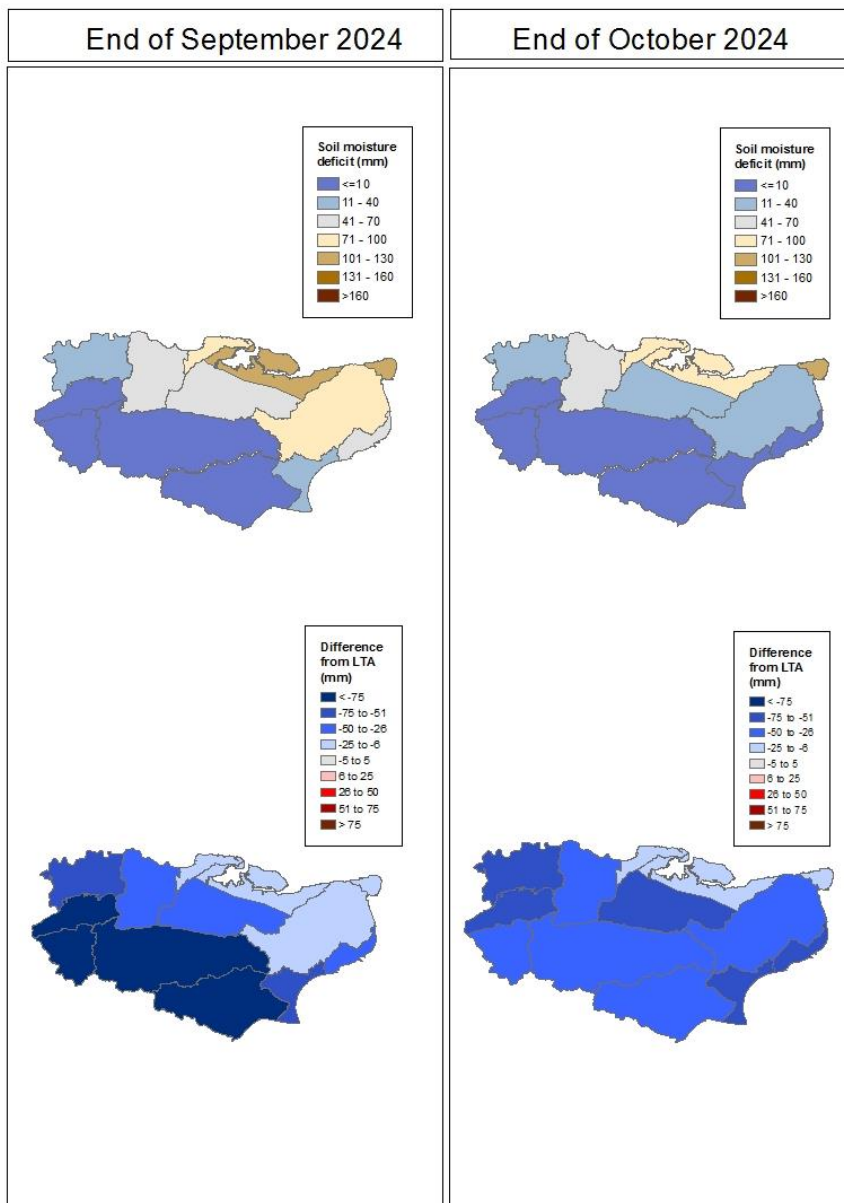 End of September 2024
End of October 2024
Soil moisture
deficit (mm)
<=10
11 - 40
41 - 70
71 - 100
101 - 130
131 - 160
>160
Soil moisture
deficit (mm)
<=10
11 - 40
41 - 70
71 - 100
101 - 130
131 - 160
>160
Difference
from LTA
(mm)
< -75
-75 to -51
-50 to -26
-25 to -6
-5 to 5
6 to 25
26 to 50
51 to 75
> 75
Difference
from LTA
(mm)
< -75
-75 to -51
-50 to -26
-25 to -6
-5 to 5
6 to 25
26 to 50
51 to 75
> 75